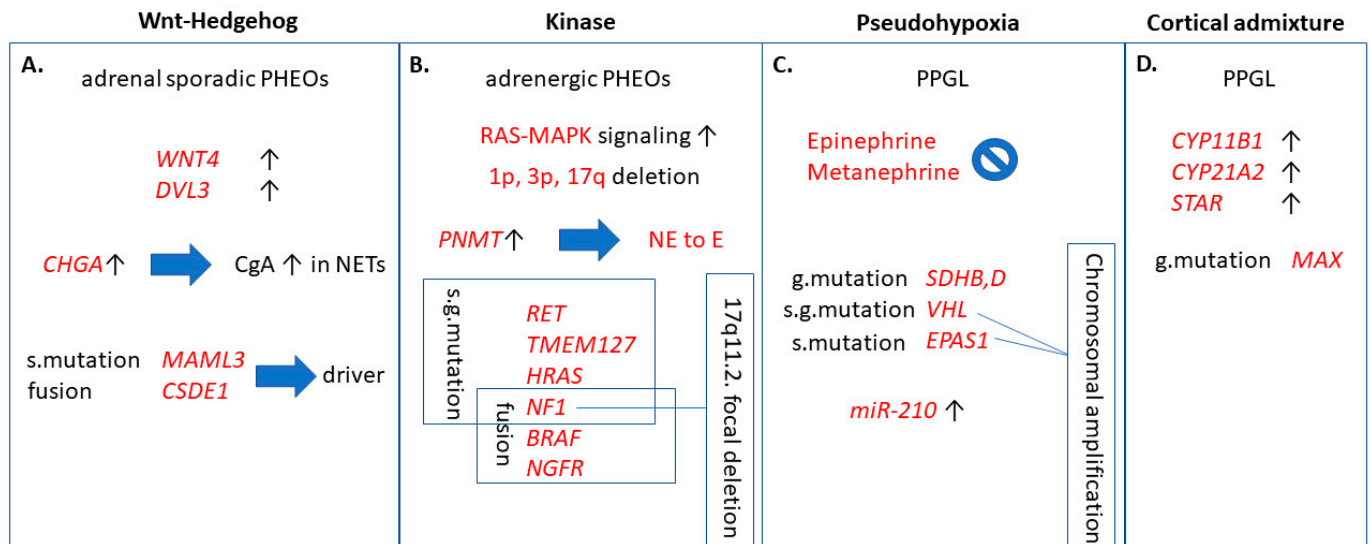 Wnt-Hedgehog
Kinase
Pseudohypoxia
Cortical admixture
A.
adrenal sporadic PHEOs
WNT4 ↑
DVL3 ↑
CHGA↑
CgA ↑ in NETs
s.mutation MAML3
fusion CSDE1
driver
B.
adrenergic PHEOs
RAS-MAPK signaling ↑
1p, 3p, 17q deletion
PNMT↑
NE to E
s.g.mutation
RET
TMEM127
HRAS
NF1
fusion
BRAF
NGFR
17q11.2. focal deletion
C.
PPGL
Epinephrine
Metanephrine
g.mutation SDHB,D
s.g.mutation VHL
s.mutation EPAS1
miR-210 ↑
Chromosomal amplification
D.
PPGL
CYP11B1 ↑
CYP21A2 ↑
STAR ↑
g.mutation MAX